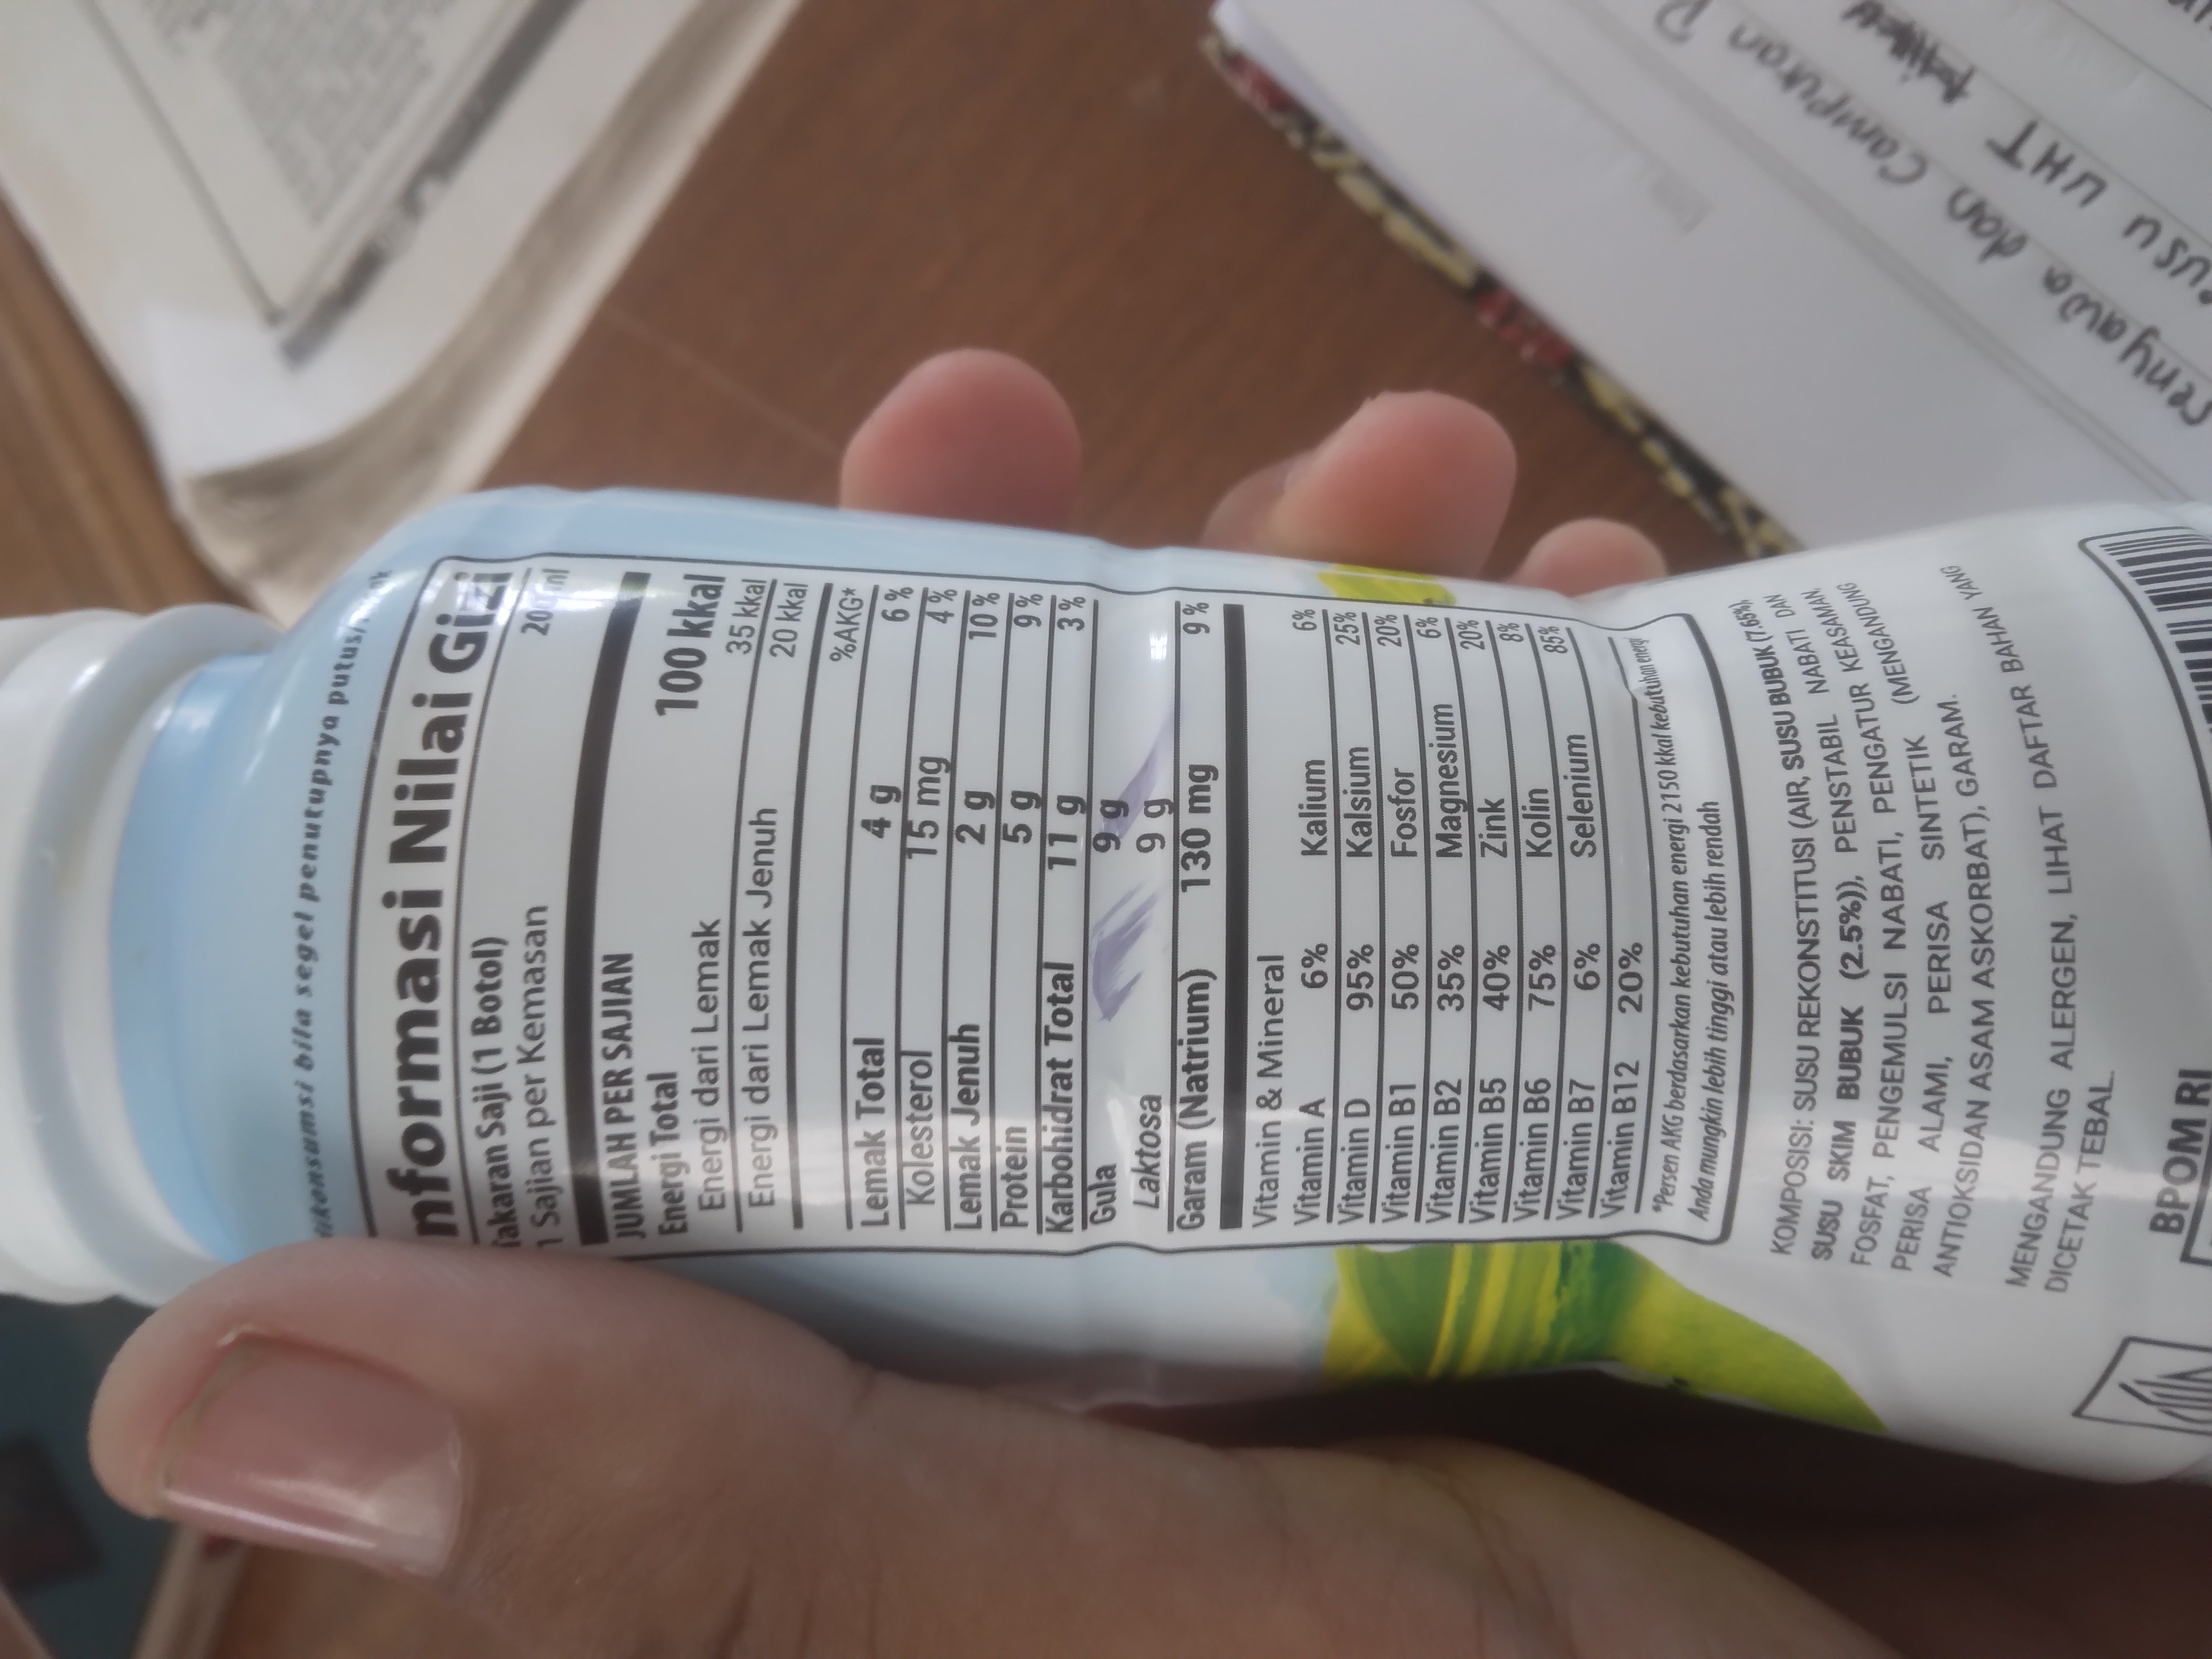 dikonsumsi bila segel penutupnya putus/
Informasi Nilai Gizi
Takaran Saji (1 Botol) 200 ml
1 Sajian per Kemasan
JUMLAH PER SAJIAN
Energi Total 100 kkal
Energi dari Lemak 35 kkal
Energi dari Lemak Jenuh 20 kkal
%AKG*
Lemak Total 4 g 6 %
Kolesterol 15 mg 4%
Lemak Jenuh 2 g 10 %
Protein 5 g 9 %
Karbohidrat Total 11 g 3 %
Gula 9 g
Laktosa 9 g
Garam (Natrium) 130 mg 9 %
Vitamin & Mineral
Vitamin A 6% Kalium 6%
Vitamin D 95% Kalsium 25%
Vitamin B1 50% Fosfor 20%
Vitamin B2 35% Magnesium 6%
Vitamin B5 40% Zink 20%
Vitamin B6 75% Kolin 8%
Vitamin B7 6% Selenium 85%
Vitamin B12 20%
*Persen AKG berdasarkan kebutuhan energi 2150 kkal kebutuhan energi
Anda mungkin lebih tinggi atau lebih rendah
KOMPOSISI: SUSU REKONSTITUSI (AIR, SUSU BUBUK (7.65%),
SUSU SKIM BUBUK (2.5%)), PENSTABIL NABATI DAN
FOSFAT, PENGEMULSI NABATI, PENGATUR KEASAMAN,
PERISA ALAMI, PERISA SINTETIK (MENGANDUNG
ANTIOKSIDAN ASAM ASKORBAT), GARAM.
MENGANDUNG ALERGEN, LIHAT DAFTAR BAHAN YANG
DICETAK TEBAL.
BPOM RI
senyawa dan Campuran
susu UHT